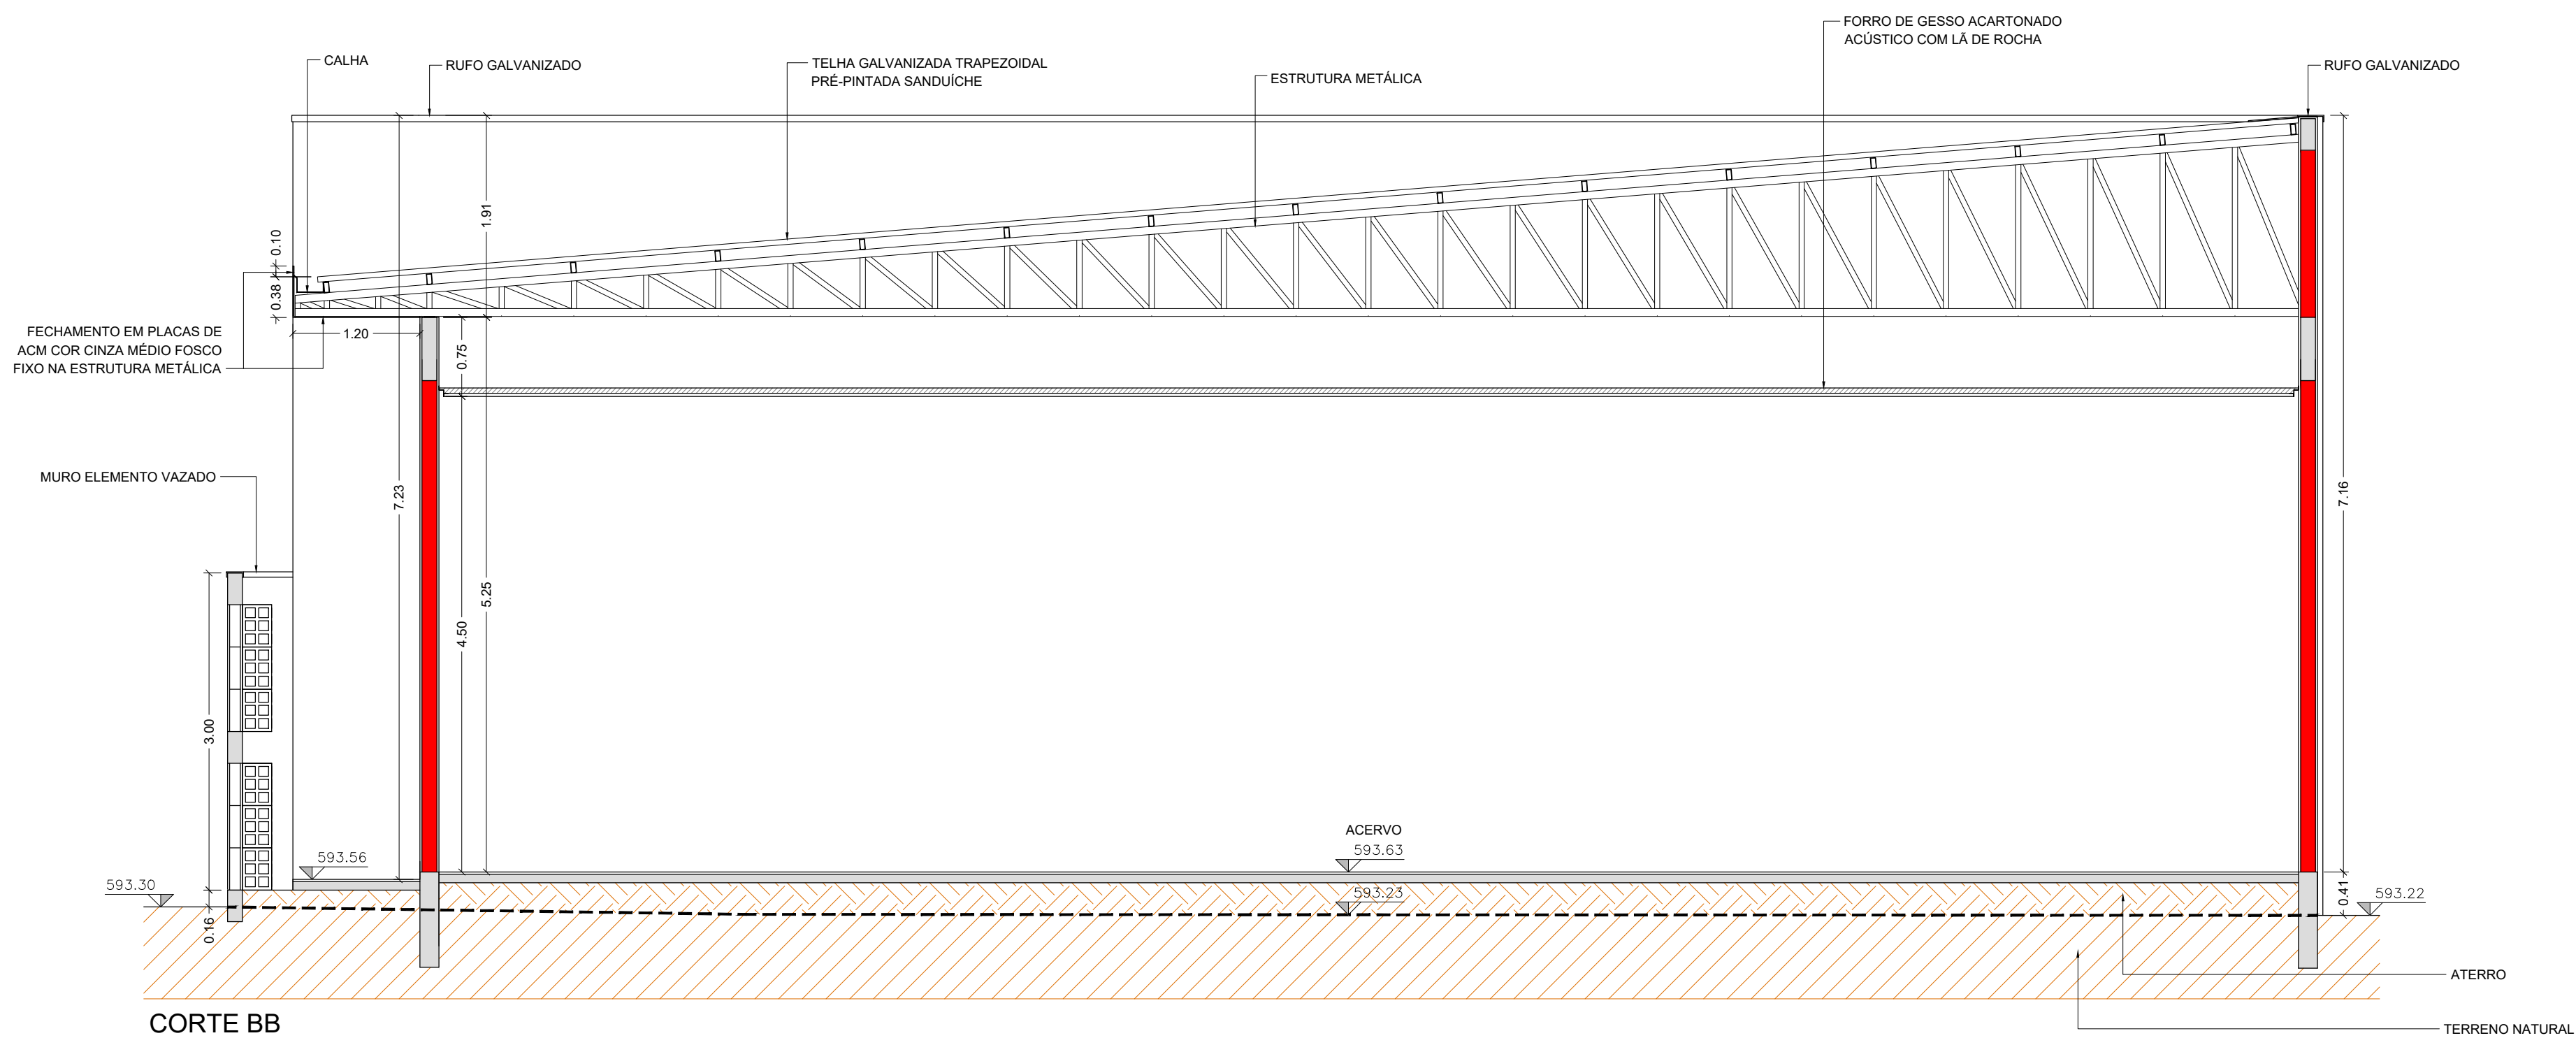 FORRO DE GESSO ACARTONADO
ACÚSTICO COM LÃ DE ROCHA
CALHA
RUFO GALVANIZADO
TELHA GALVANIZADA TRAPEZOIDAL
PRÉ-PINTADA SANDUÍCHE
ESTRUTURA METÁLICA
RUFO GALVANIZADO
1.91
0.10
0.38
FECHAMENTO EM PLACAS DE
ACM COR CINZA MÉDIO FOSCO
FIXO NA ESTRUTURA METÁLICA
1.20
0.75
MURO ELEMENTO VAZADO
7.23
7.16
5.25
4.50
3.00
ACERVO
593.63
593.56
593.30
593.23
593.22
0.16
0.41
ATERRO
CORTE BB
TERRENO NATURAL